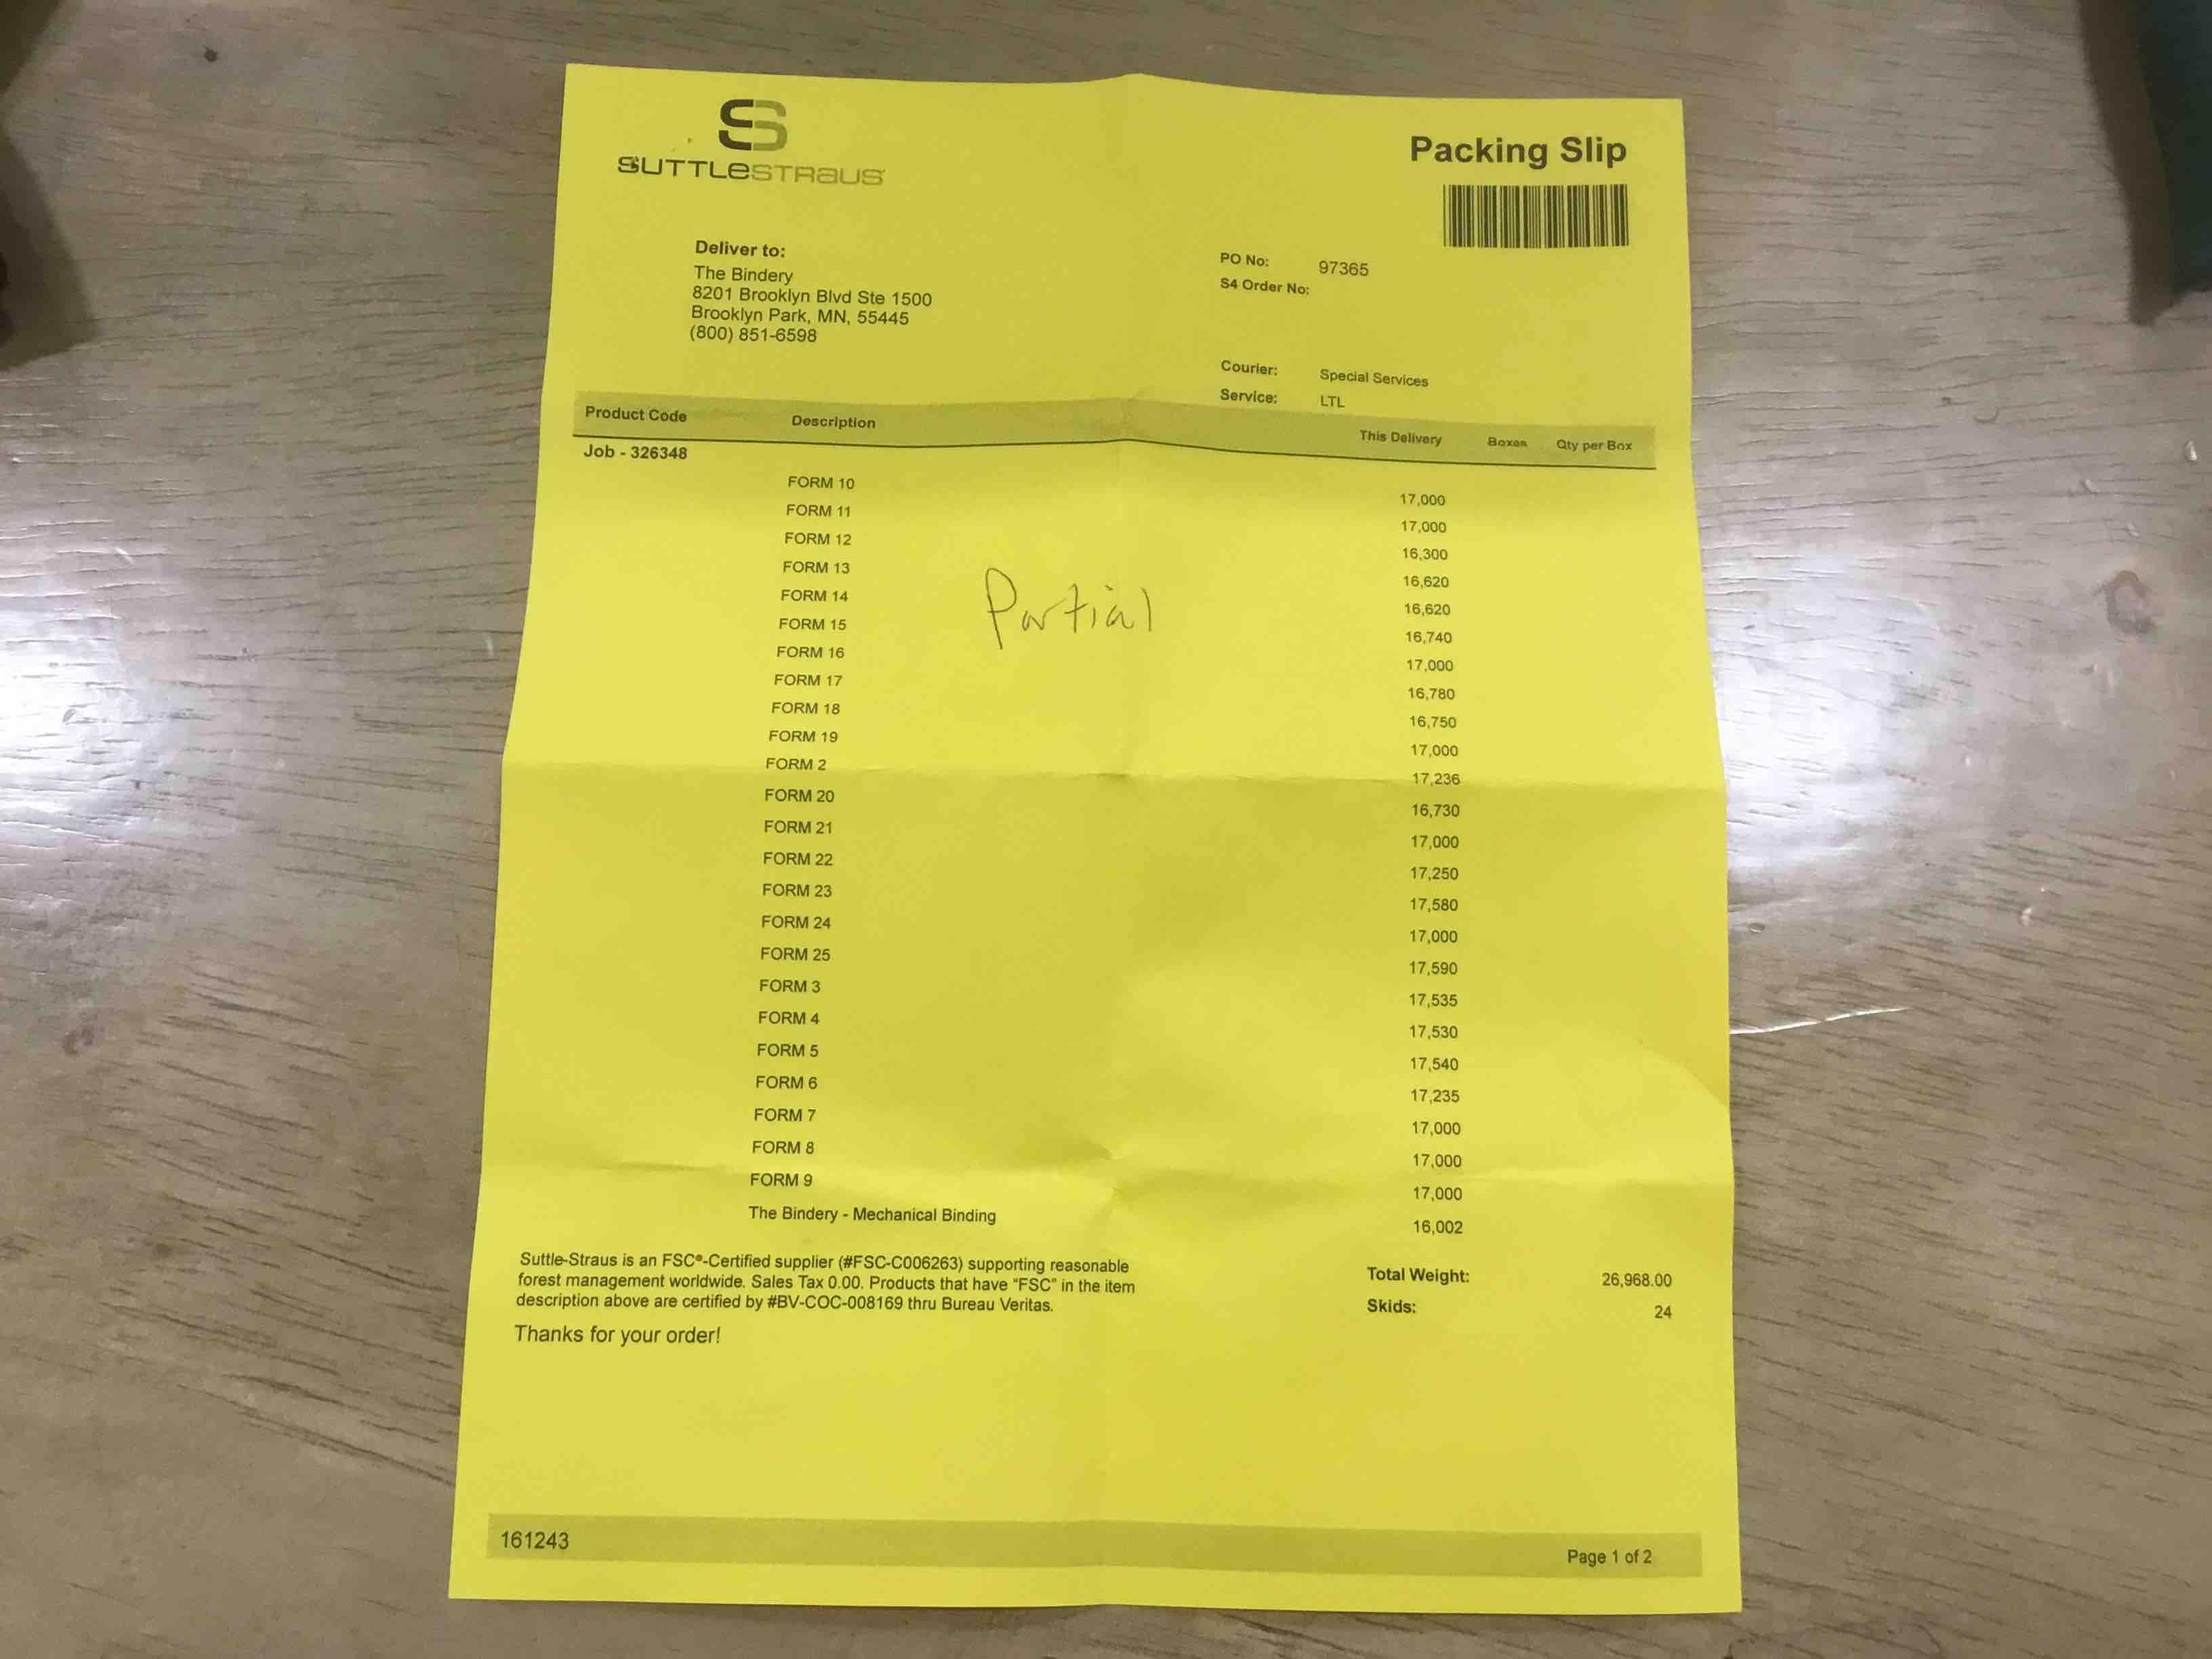 SUTTLESTRAUS
Packing Slip
Deliver to:
The Bindery
8201 Brooklyn Blvd Ste 1500
Brooklyn Park, MN, 55445
(800) 851-6598
PO No: 97365
S4 Order No:
Courier: Special Services
Service: LTL
Product Code Description This Delivery Boxes Qty per Box
Job - 326348
FORM 10 17,000
FORM 11 17,000
FORM 12 16,300
FORM 13 16,620
FORM 14 16,620
FORM 15 16,740
FORM 16 17,000
FORM 17 16,780
FORM 18 16,750
FORM 19 17,000
FORM 2 17,236
FORM 20 16,730
FORM 21 17,000
FORM 22 17,250
FORM 23 17,580
FORM 24 17,000
FORM 25 17,590
FORM 3 17,535
FORM 4 17,530
FORM 5 17,540
FORM 6 17,235
FORM 7 17,000
FORM 8 17,000
FORM 9 17,000
The Bindery - Mechanical Binding 16,002
Partial
Suttle-Straus is an FSC®-Certified supplier (#FSC-C006263) supporting reasonable
forest management worldwide. Sales Tax 0.00. Products that have "FSC" in the item
description above are certified by #BV-COC-008169 thru Bureau Veritas.
Thanks for your order!
Total Weight: 26,968.00
Skids: 24
161243
Page 1 of 2